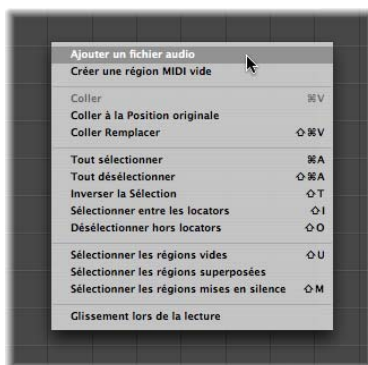 Ajouter un fichier audio
Créer une région MIDI vide
Coller ⌘V
Coller à la Position originale
Coller Remplacer ⇧⌘V
Tout sélectionner ⌘A
Tout désélectionner ⇧⌘A
Inverser la Sélection ⇧T
Sélectionner entre les locators ⇧I
Désélectionner hors locators ⇧O
Sélectionner les régions vides ⇧U
Sélectionner les régions superposées
Sélectionner les régions mises en silence ⇧M
Glissement lors de la lecture